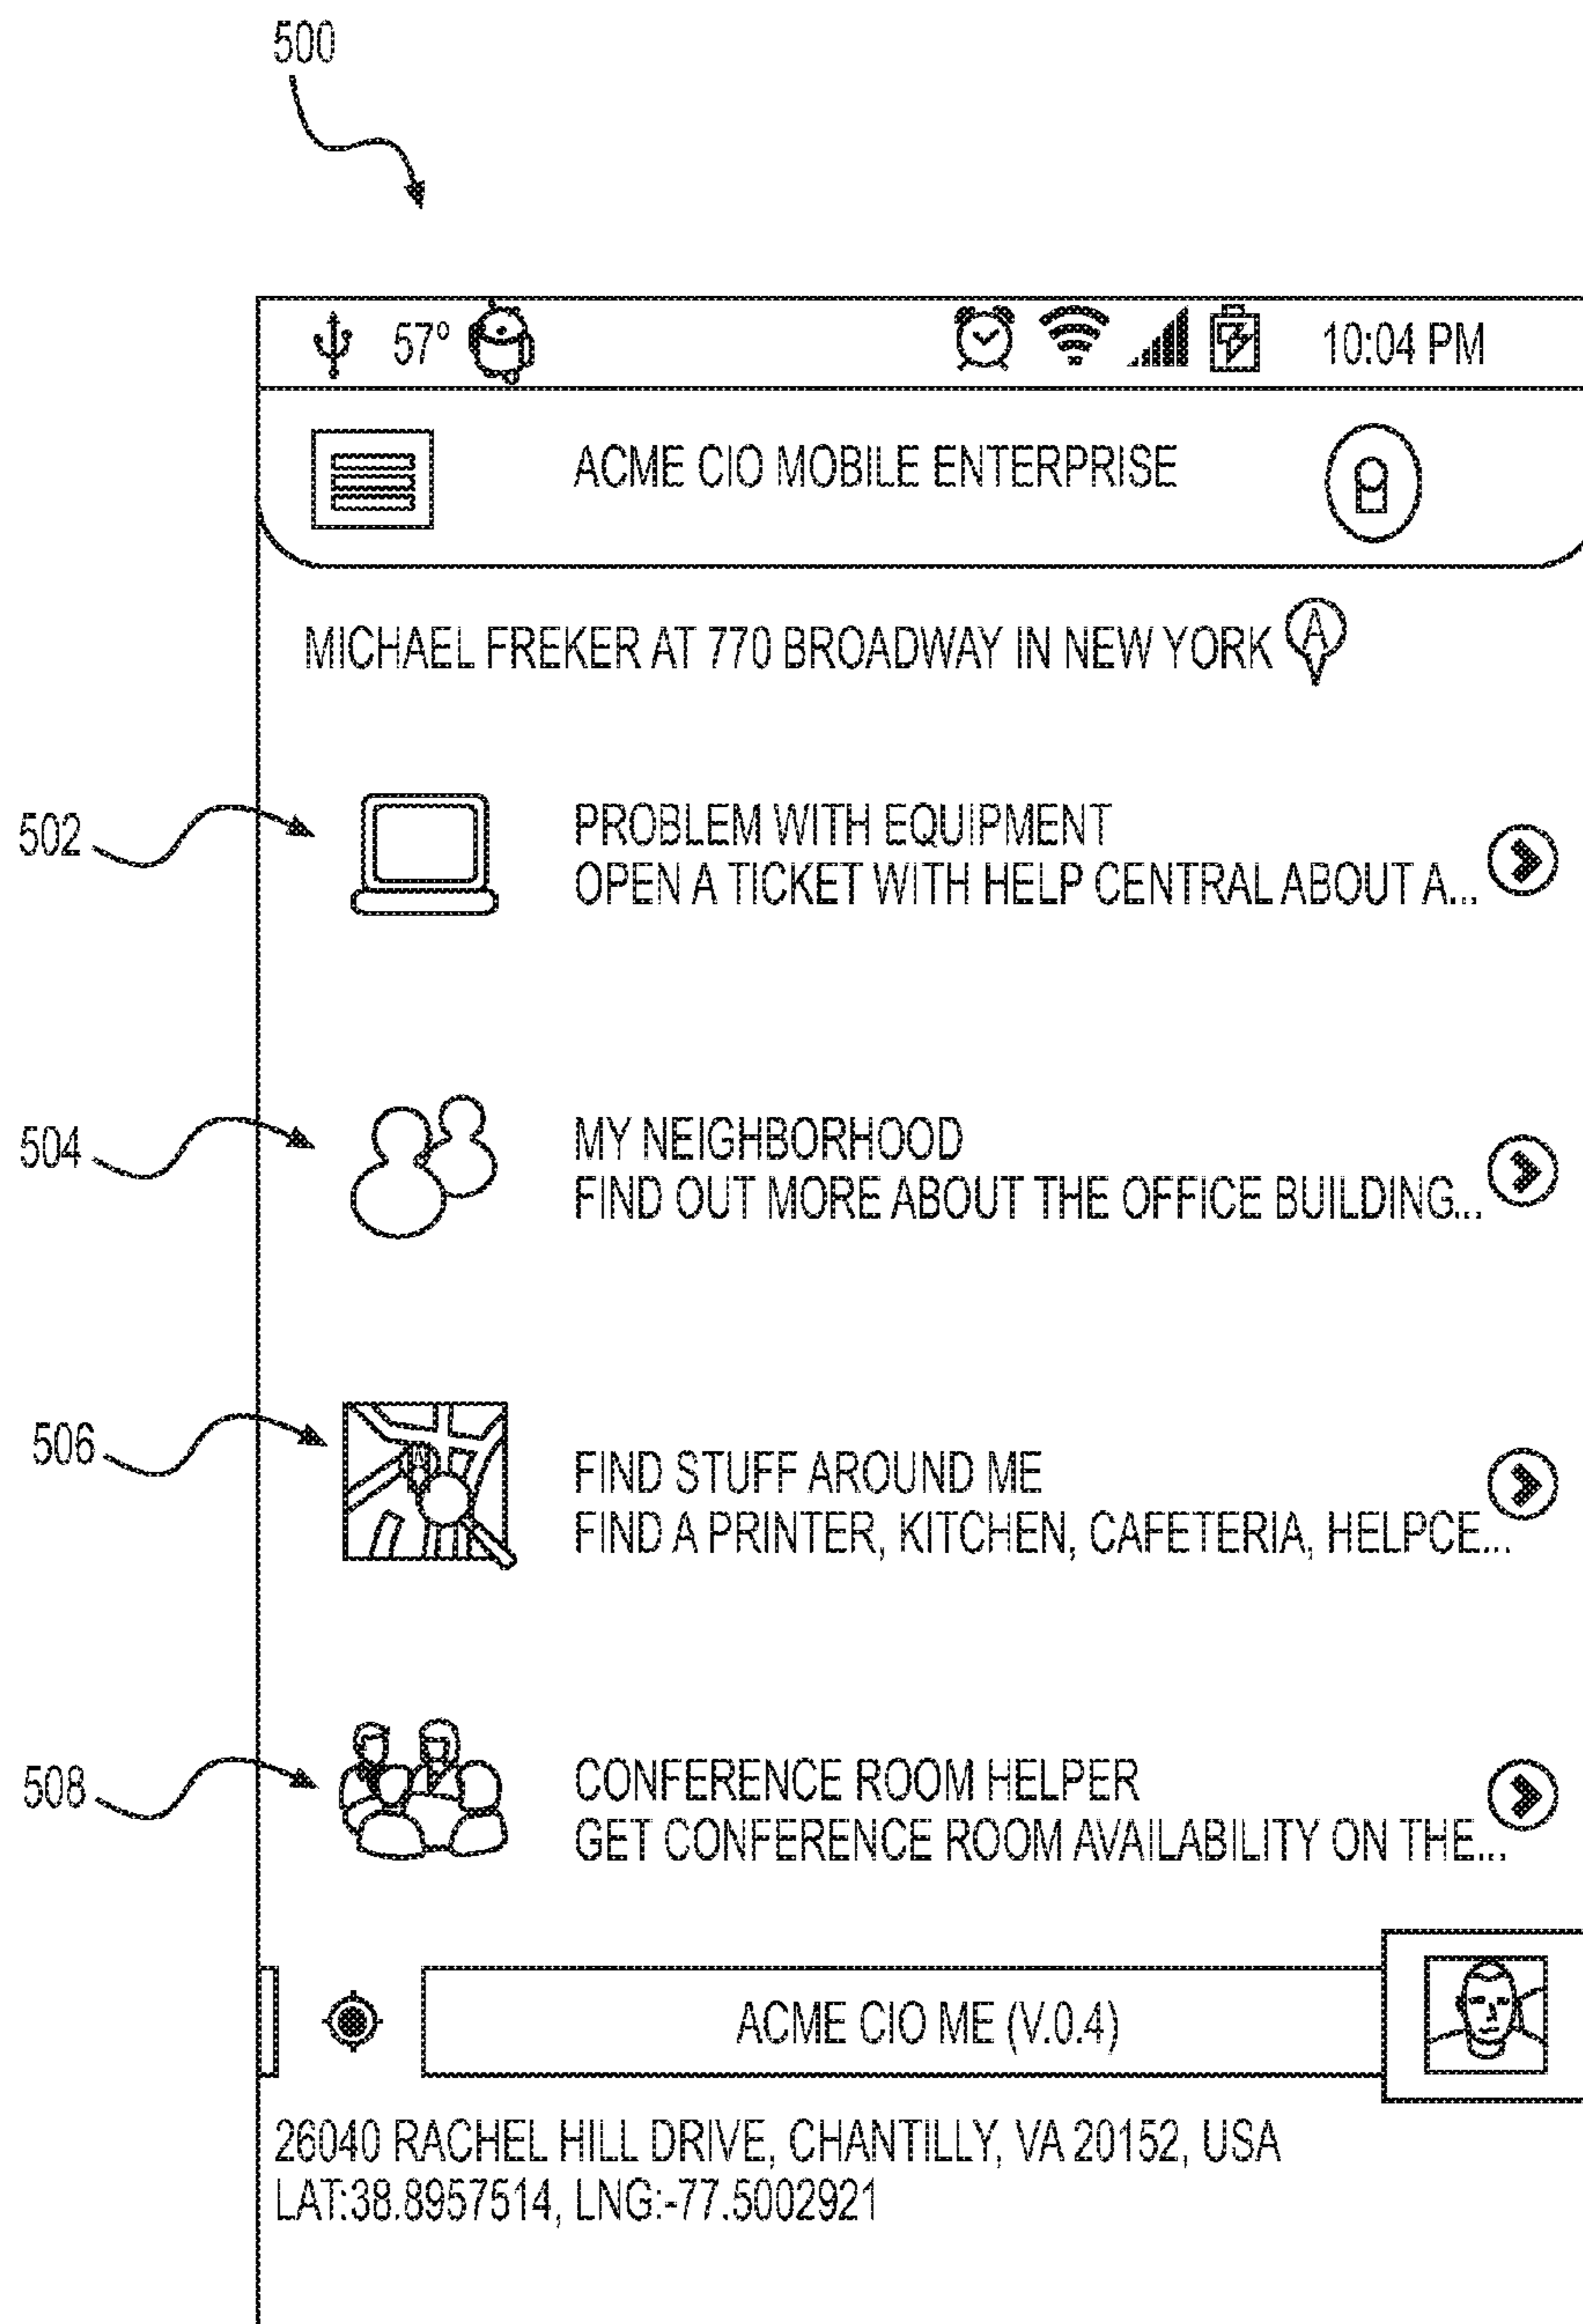 500
57° 10:04 PM
ACME CIO MOBILE ENTERPRISE
MICHAEL FREKER AT 770 BROADWAY IN NEW YORK A
502
PROBLEM WITH EQUIPMENT
OPEN A TICKET WITH HELP CENTRAL ABOUT A...
504
MY NEIGHBORHOOD
FIND OUT MORE ABOUT THE OFFICE BUILDING...
506
FIND STUFF AROUND ME
FIND A PRINTER, KITCHEN, CAFETERIA, HELPCE...
508
CONFERENCE ROOM HELPER
GET CONFERENCE ROOM AVAILABILITY ON THE...
ACME CIO ME (V.0.4)
26040 RACHEL HILL DRIVE, CHANTILLY, VA 20152, USA
LAT:38.8957514, LNG:-77.5002921